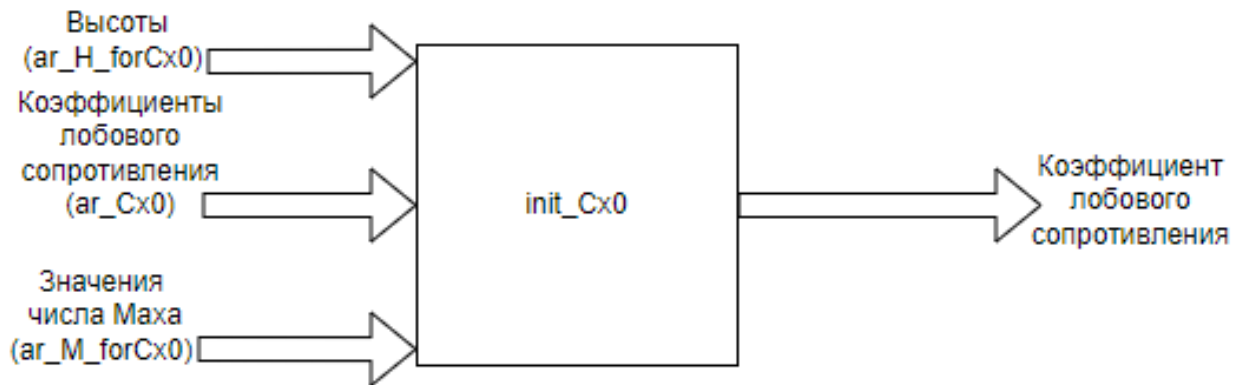 Высоты
(ar_H_forCx0)
Коэффициенты
лобового
сопротивления
(ar_Cx0)
Значения
числа Маха
(ar_M_forCx0)
init_Cx0
Коэффициент
лобового
сопротивления